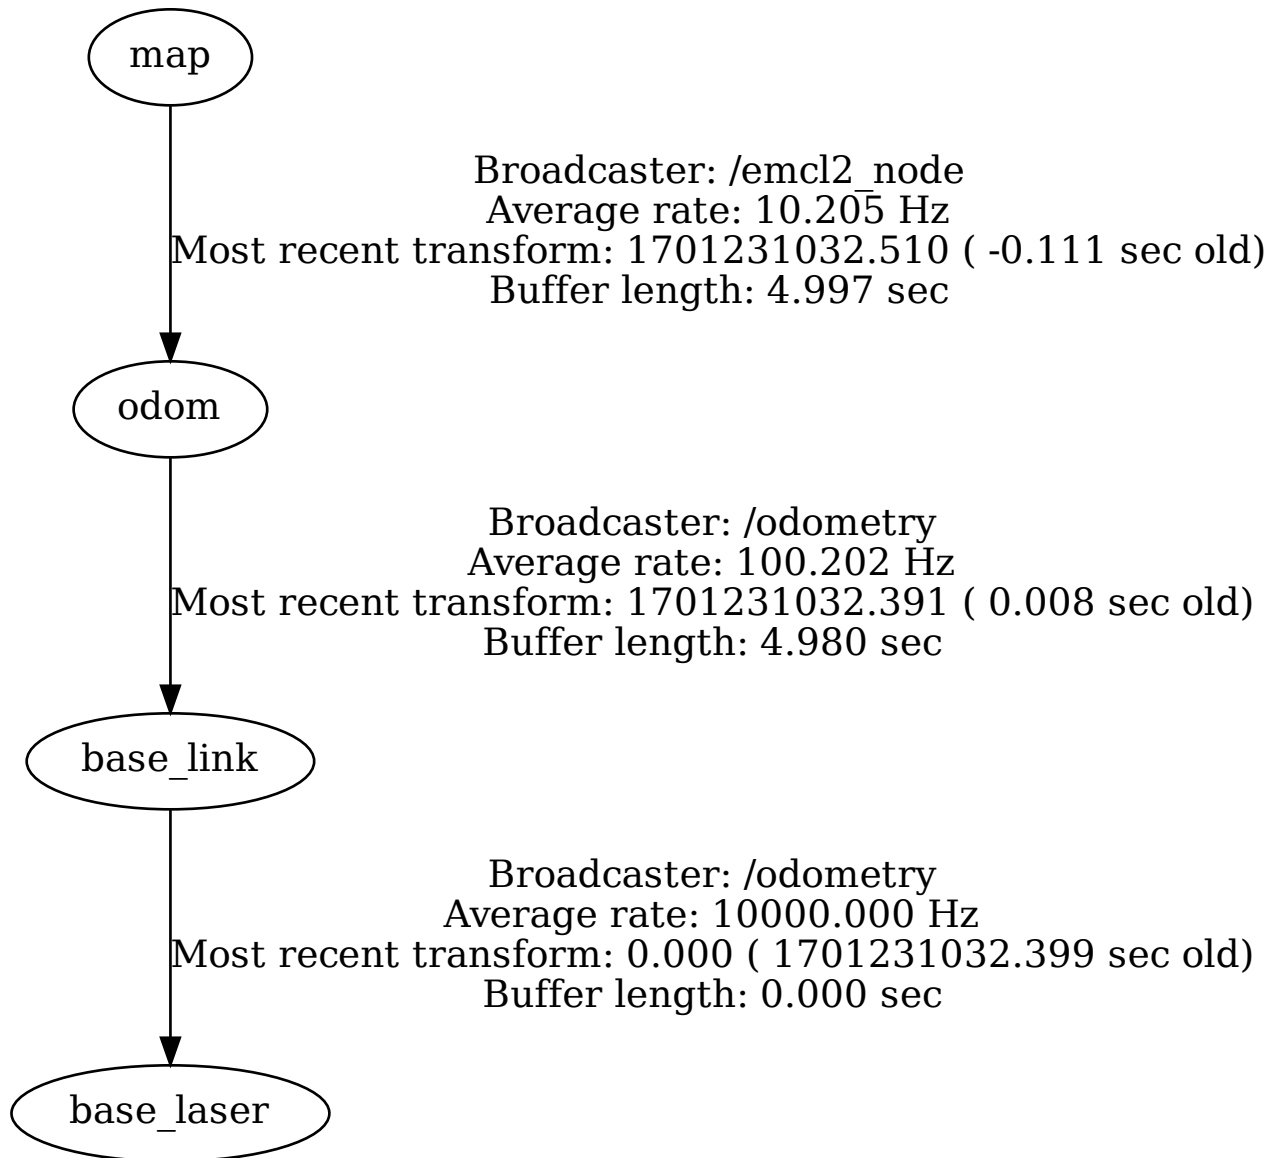 map
Broadcaster: /emcl2_node
Average rate: 10.205 Hz
Most recent transform: 1701231032.510 ( -0.111 sec old)
Buffer length: 4.997 sec
odom
Broadcaster: /odometry
Average rate: 100.202 Hz
Most recent transform: 1701231032.391 ( 0.008 sec old)
Buffer length: 4.980 sec
base_link
Broadcaster: /odometry
Average rate: 10000.000 Hz
Most recent transform: 0.000 ( 1701231032.399 sec old)
Buffer length: 0.000 sec
base_laser